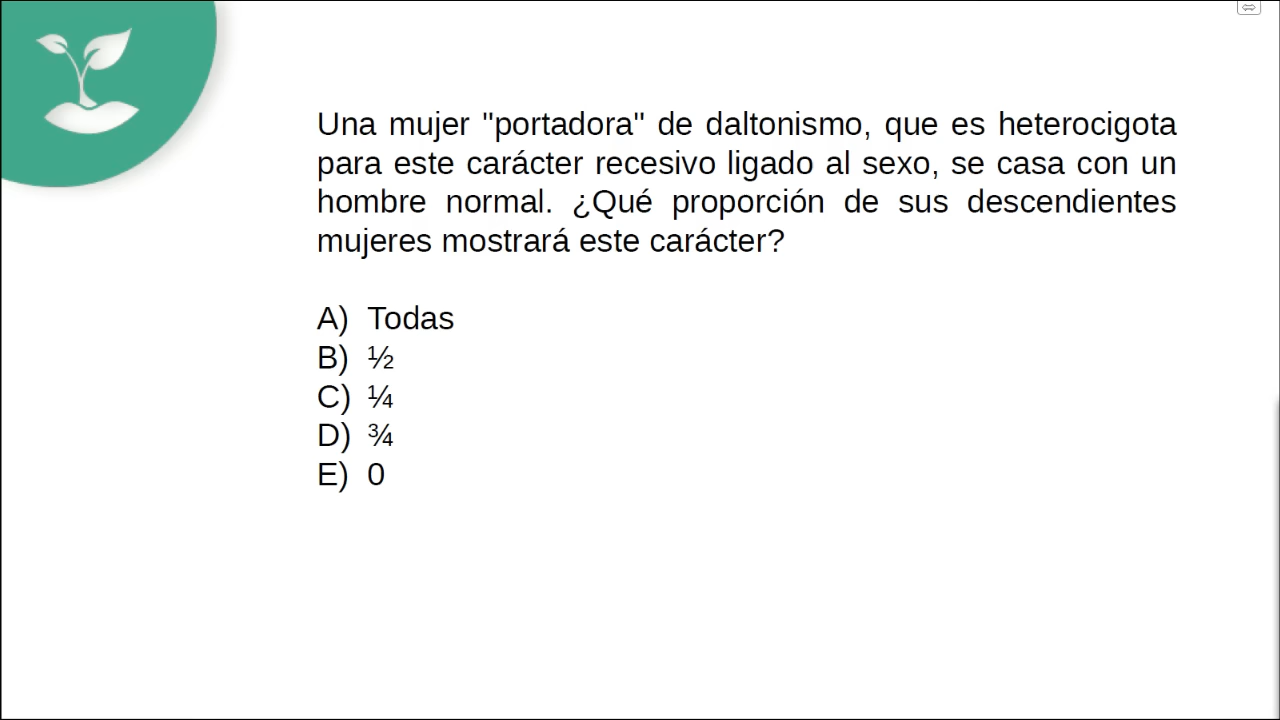 Una mujer "portadora" de daltonismo, que es heterocigota
para este carácter recesivo ligado al sexo, se casa con un
hombre normal. ¿Qué proporción de sus descendientes
mujeres mostrará este carácter?
A) Todas
B) ½
C) ¼
D) ¾
E) 0